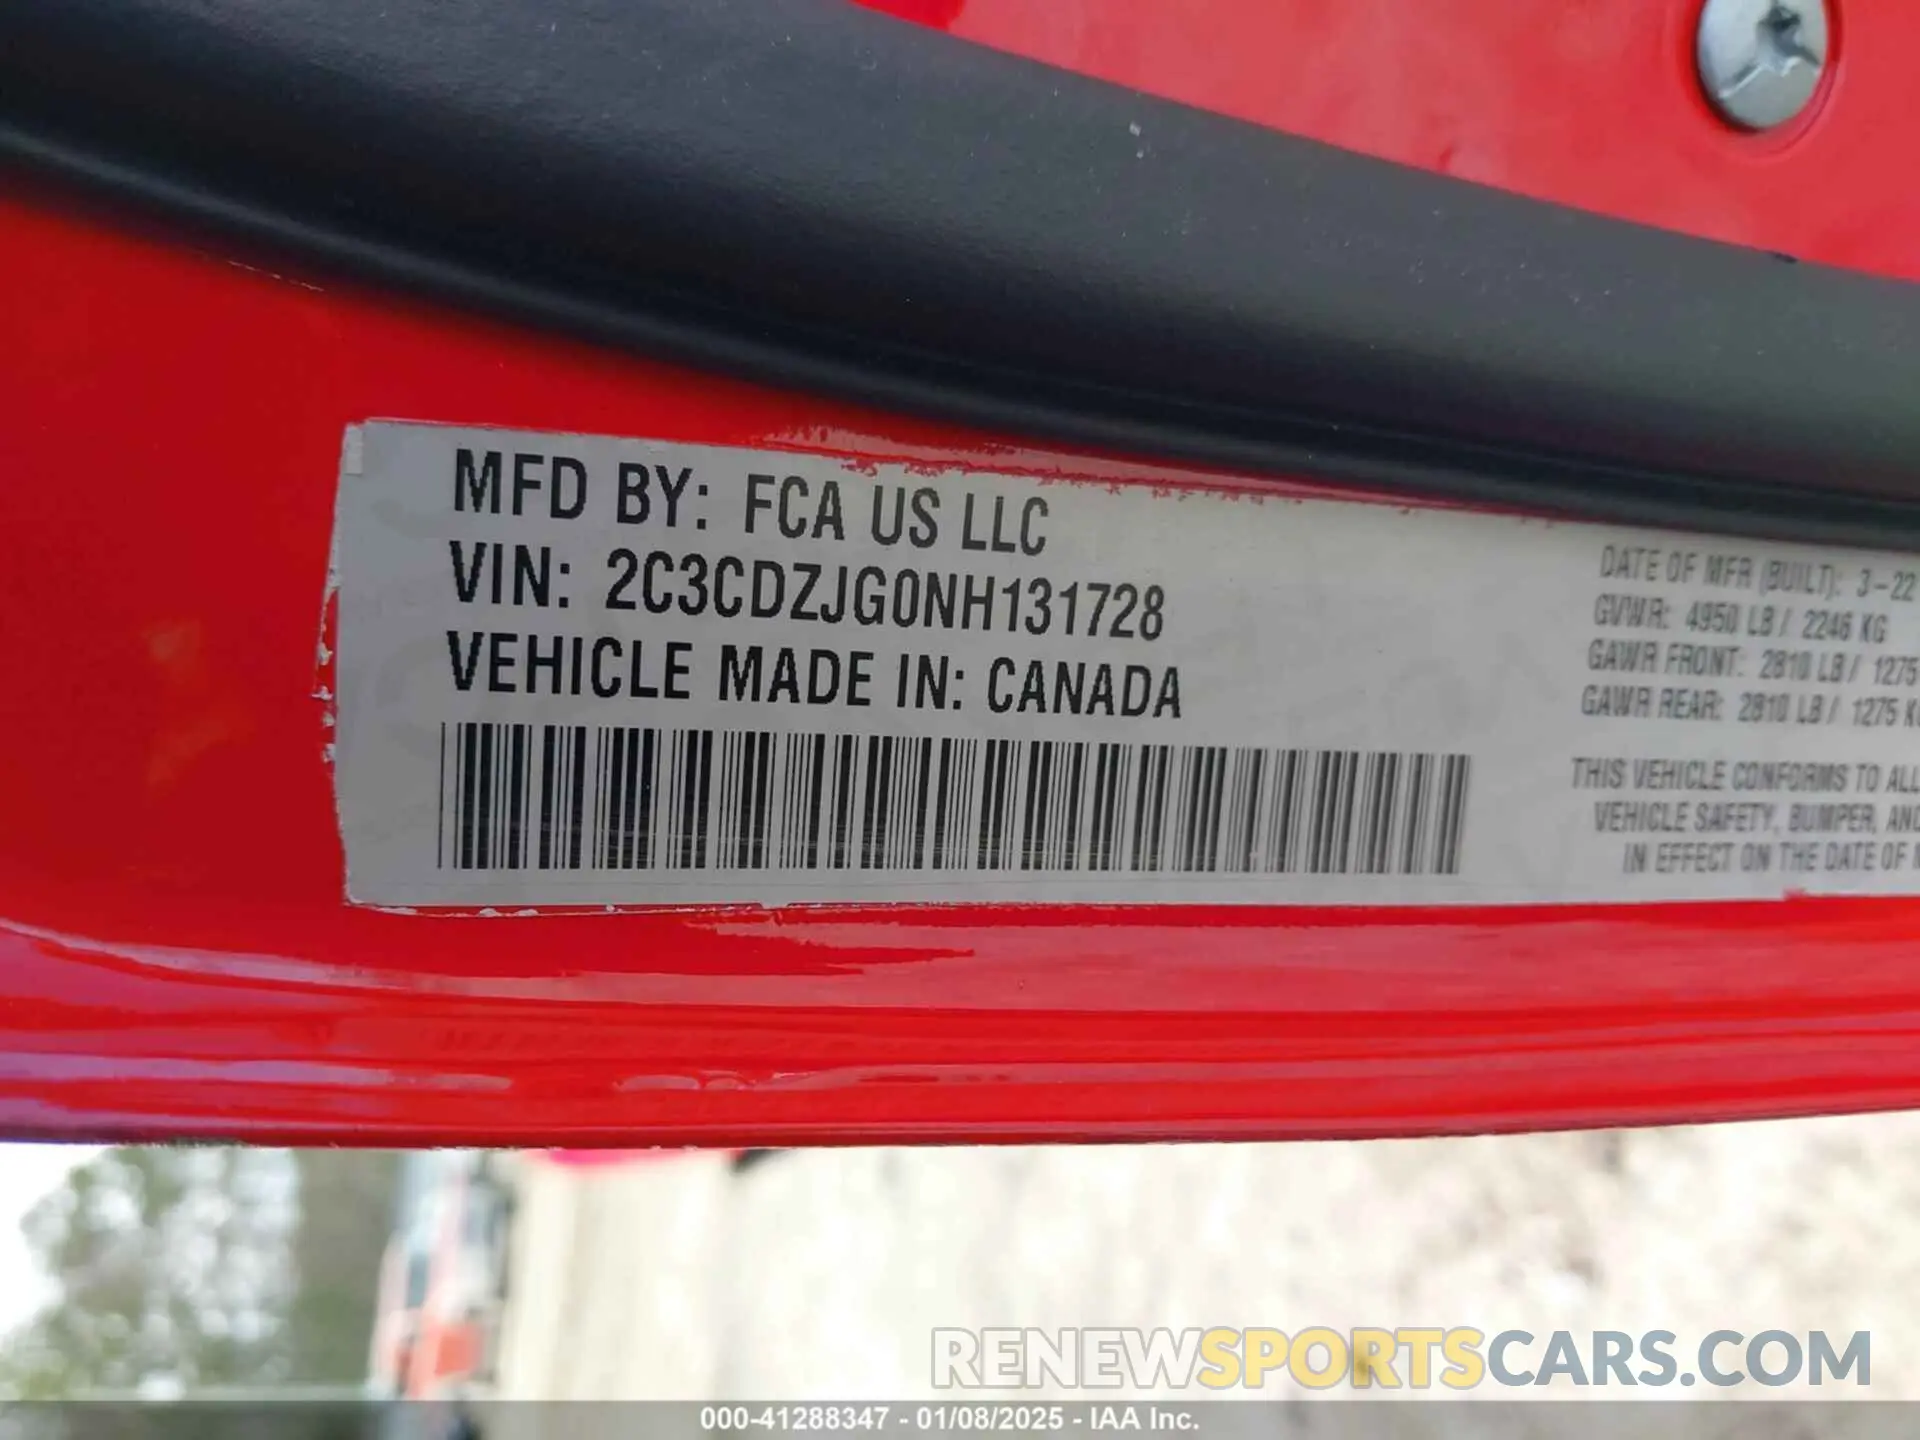 MFD BY: FCA US LLC
VIN: 2C3CDZJG0NH131728
VEHICLE MADE IN: CANADA
DATE OF MFR (BUILT): 3-22
GVWR: 4950 LB / 2246 KG
GAWR FRONT: 2810 LB / 1275
GAWR REAR: 2810 LB / 1275 KG
THIS VEHICLE CONFORMS TO ALL
VEHICLE SAFETY, BUMPER, AND
IN EFFECT ON THE DATE OF
RENEWSPORTSCARS.COM
000-41288347 - 01/08/2025 - IAA Inc.